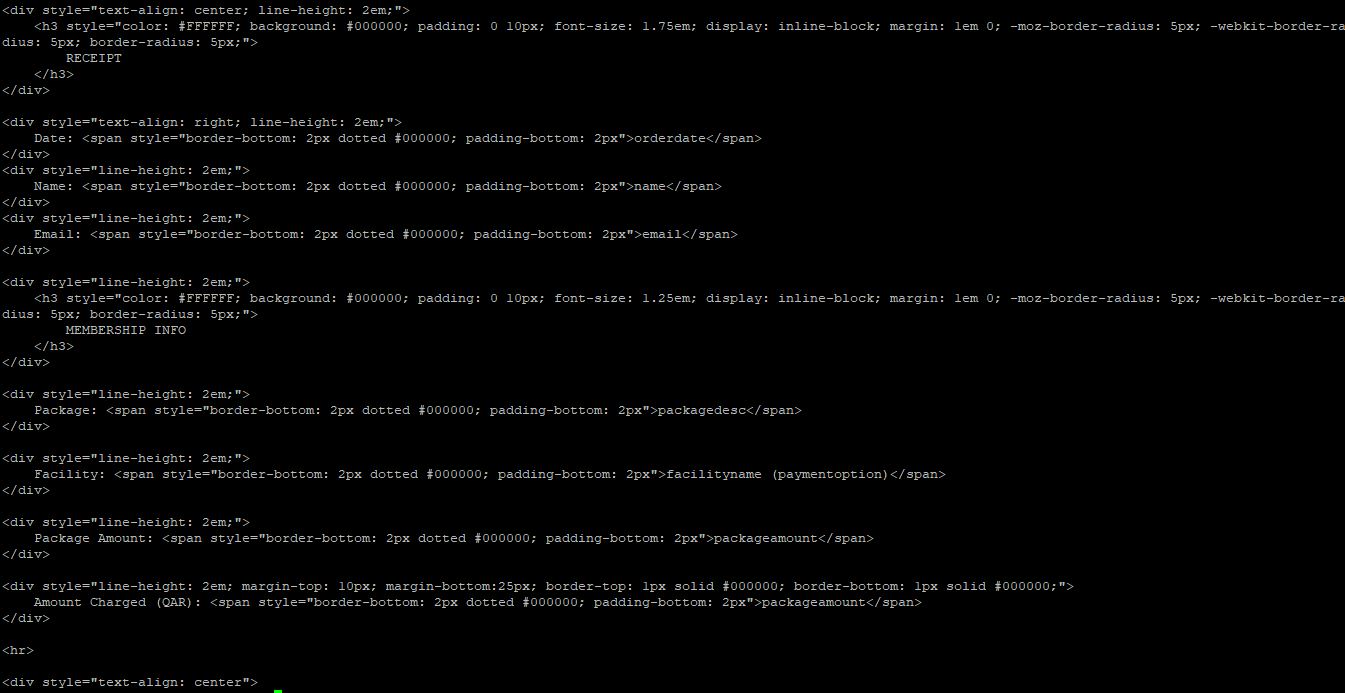 <div style="text-align: center; line-height: 2em;">
    <h3 style="color: #FFFFFF; background: #000000; padding: 0 10px; font-size: 1.75em; display: inline-block; margin: 1em 0; -moz-border-radius: 5px; -webkit-border-ra
dius: 5px; border-radius: 5px;">
        RECEIPT
    </h3>
</div>

<div style="text-align: right; line-height: 2em;">
    Date: <span style="border-bottom: 2px dotted #000000; padding-bottom: 2px">orderdate</span>
</div>
<div style="line-height: 2em;">
    Name: <span style="border-bottom: 2px dotted #000000; padding-bottom: 2px">name</span>
</div>
<div style="line-height: 2em;">
    Email: <span style="border-bottom: 2px dotted #000000; padding-bottom: 2px">email</span>
</div>

<div style="line-height: 2em;">
    <h3 style="color: #FFFFFF; background: #000000; padding: 0 10px; font-size: 1.25em; display: inline-block; margin: 1em 0; -moz-border-radius: 5px; -webkit-border-ra
dius: 5px; border-radius: 5px;">
        MEMBERSHIP INFO
    </h3>
</div>

<div style="line-height: 2em;">
    Package: <span style="border-bottom: 2px dotted #000000; padding-bottom: 2px">packagedesc</span>
</div>

<div style="line-height: 2em;">
    Facility: <span style="border-bottom: 2px dotted #000000; padding-bottom: 2px">facilityname (paymentoption)</span>
</div>

<div style="line-height: 2em;">
    Package Amount: <span style="border-bottom: 2px dotted #000000; padding-bottom: 2px">packageamount</span>
</div>

<div style="line-height: 2em; margin-top: 10px; margin-bottom:25px; border-top: 1px solid #000000; border-bottom: 1px solid #000000;">
    Amount Charged (QAR): <span style="border-bottom: 2px dotted #000000; padding-bottom: 2px">packageamount</span>
</div>

<hr>

<div style="text-align: center">